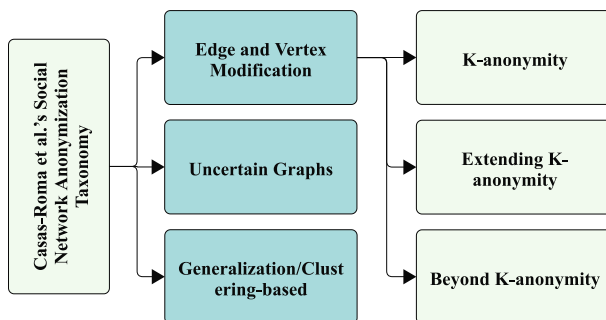 Casas-Roma et al.'s Social
Network Anonymization
Taxonomy
Edge and Vertex
Modification
Uncertain Graphs
Generalization/Clust
ering-based
K-anonymity
Extending K-
anonymity
Beyond K-anonymity